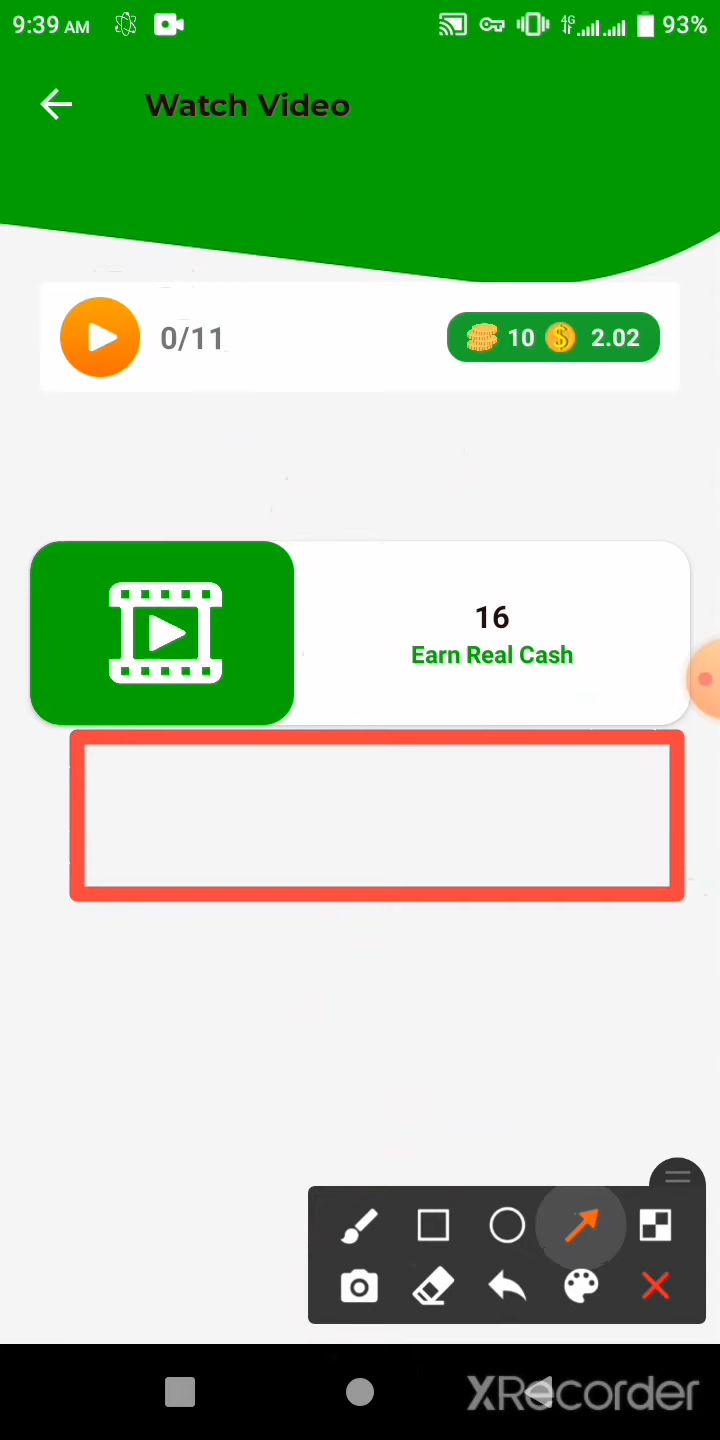 9:39 AM 4G 93%
Watch Video
0/11 10 2.02
16
Earn Real Cash
XRecorder